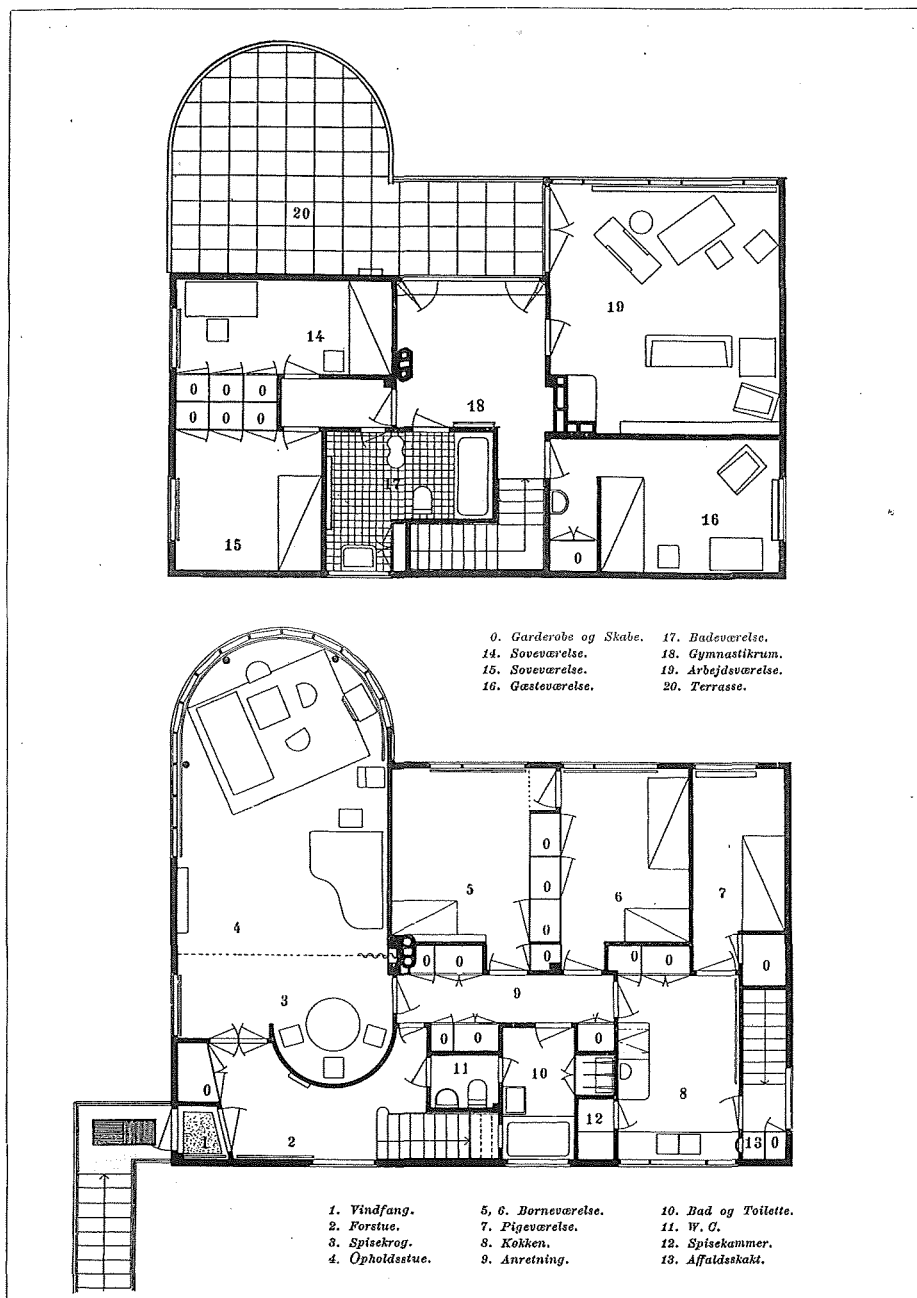 20
19
14
0 0 0
0 0 0
18
17
15
16
0
0. Garderobe og Skabe.
14. Soveværelse.
15. Soveværelse.
16. Gæsteværelse.
17. Badeværelse.
18. Gymnastikrum.
19. Arbejdsværelse.
20. Terrasse.
0
0
5
6
7
4
0
0 0
0
0 0
0
3
9
0 0
0
11
10
8
0
12
1
2
13 0
1. Vindfang.
2. Forstue.
3. Spisekrog.
4. Opholdsstue.
5, 6. Borneværelse.
7. Pigeværelse.
8. Kokken.
9. Anretning.
10. Bad og Toilette.
11. W. C.
12. Spisekammer.
13. Affaldsskakt.